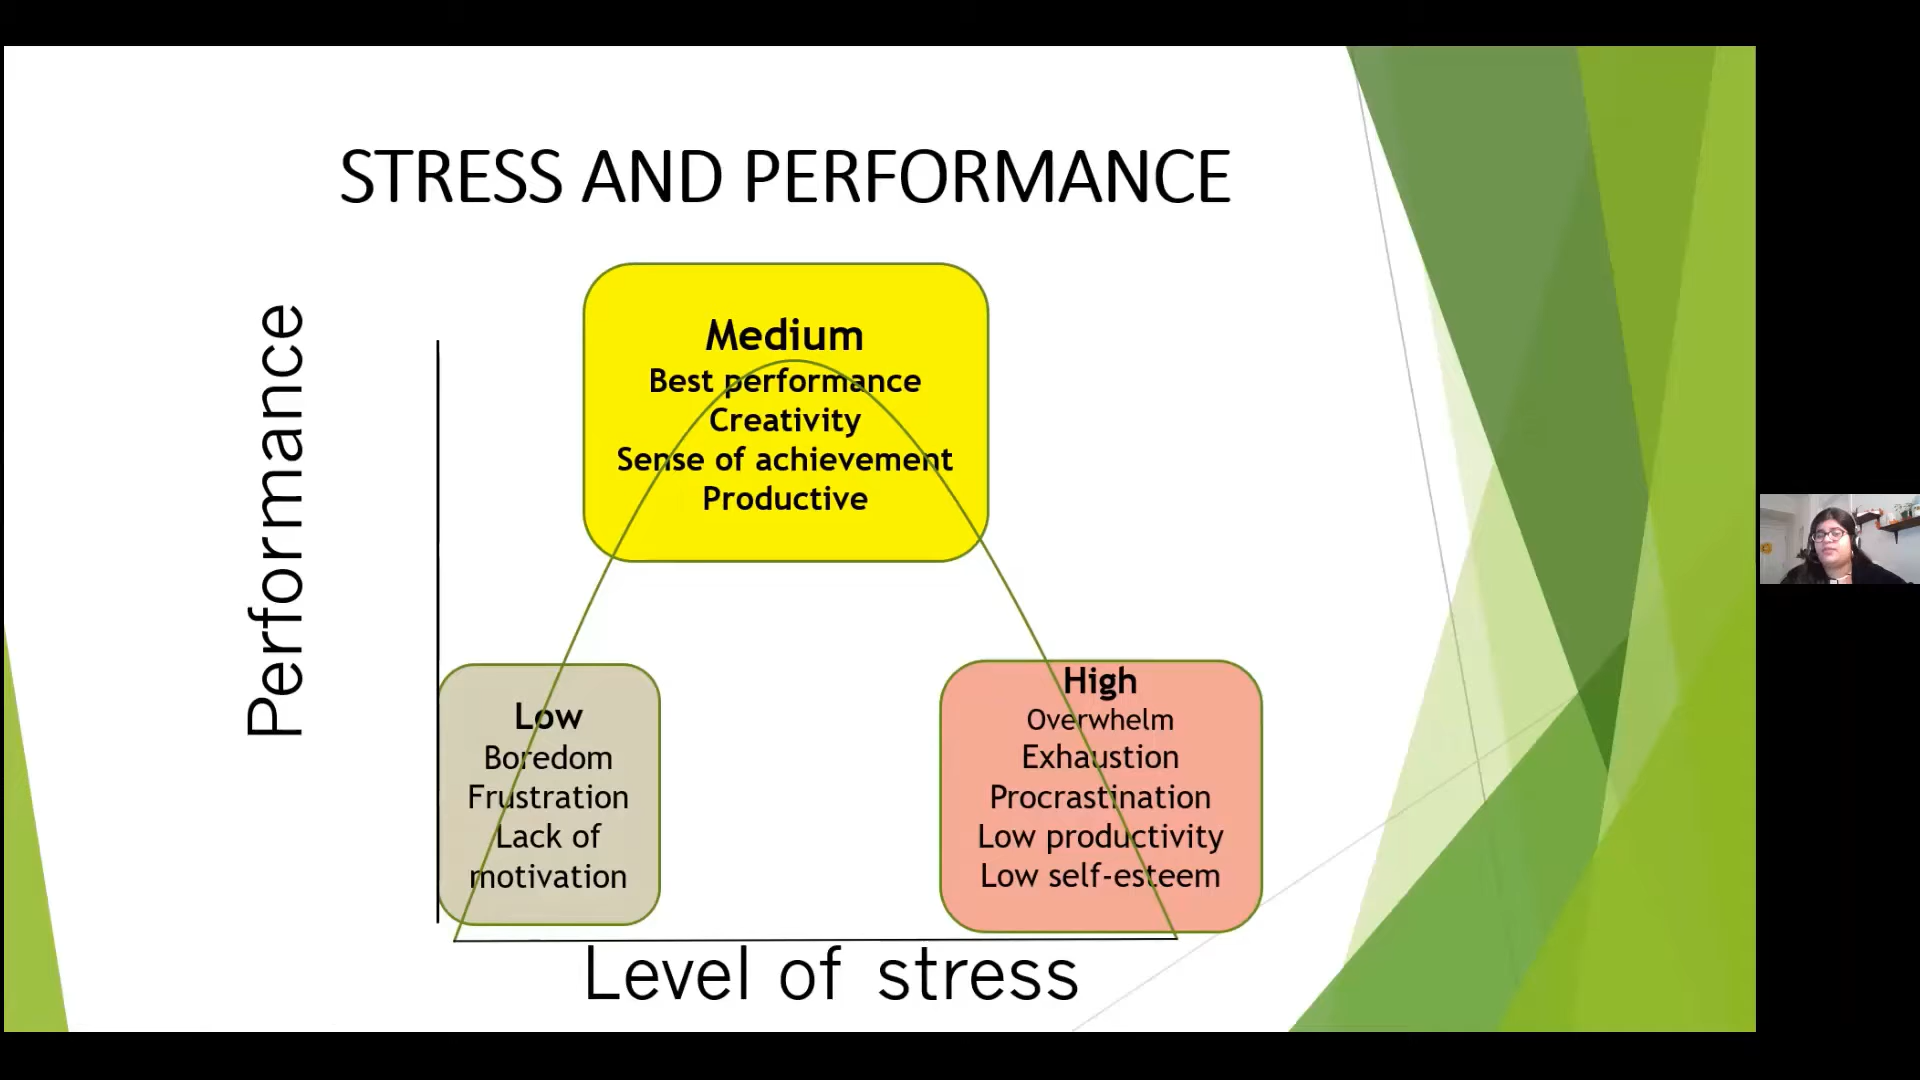 STRESS AND PERFORMANCE
Performance
Medium
Best performance
Creativity
Sense of achievement
Productive
Low
Boredom
Frustration
Lack of
motivation
High
Overwhelm
Exhaustion
Procrastination
Low productivity
Low self-esteem
Level of stress